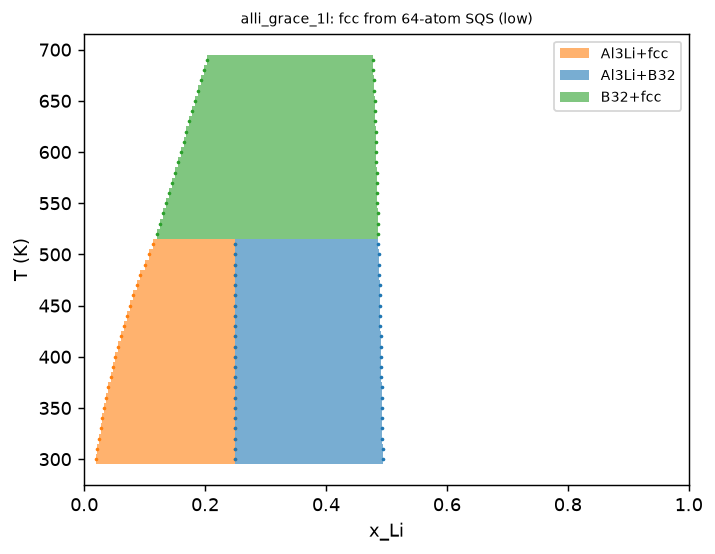 alli_grace_1l: fcc from 64-atom SQS (low)
Al3Li+fcc
Al3Li+B32
B32+fcc
700
650
600
550
500
450
400
350
300
T (K)
0.0 0.2 0.4 0.6 0.8 1.0
x_Li